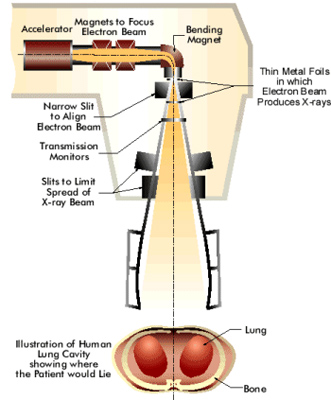 Accelerator
Magnets to Focus
Electron Beam
Bending
Magnet
Thin Metal Foils
in which
Electron Beam
Produces X-rays
Narrow Slit
to Align
Electron Beam
Transmission
Monitors
Slits to Limit
Spread of
X-ray Beam
Illustration of Human
Lung Cavity
showing where
the Patient would Lie
Lung
Bone